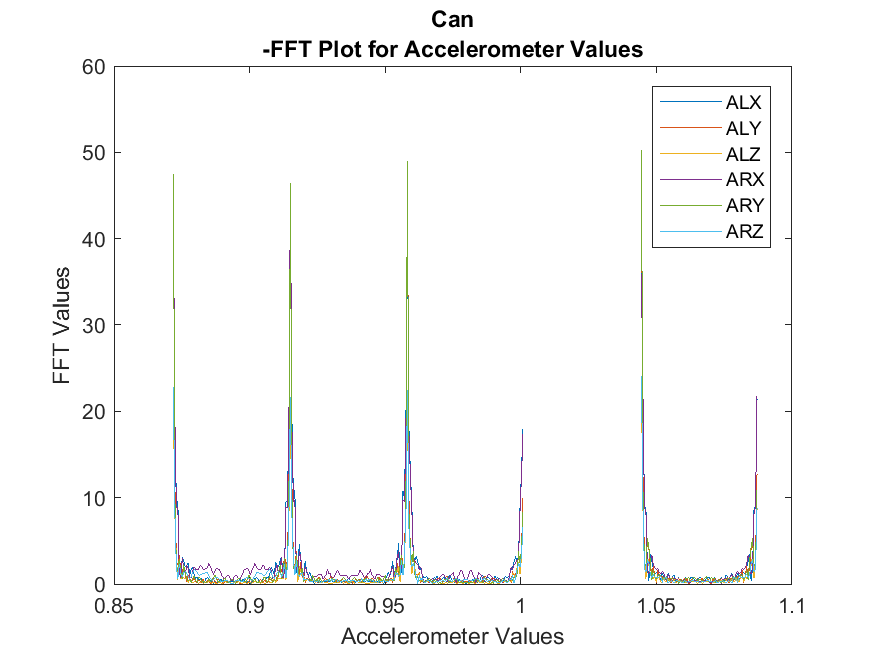 Can
-FFT Plot for Accelerometer Values
60
50
40
30
20
10
0
FFT Values
ALX
ALY
ALZ
ARX
ARY
ARZ
0.85
0.9
0.95
1
1.05
1.1
Accelerometer Values